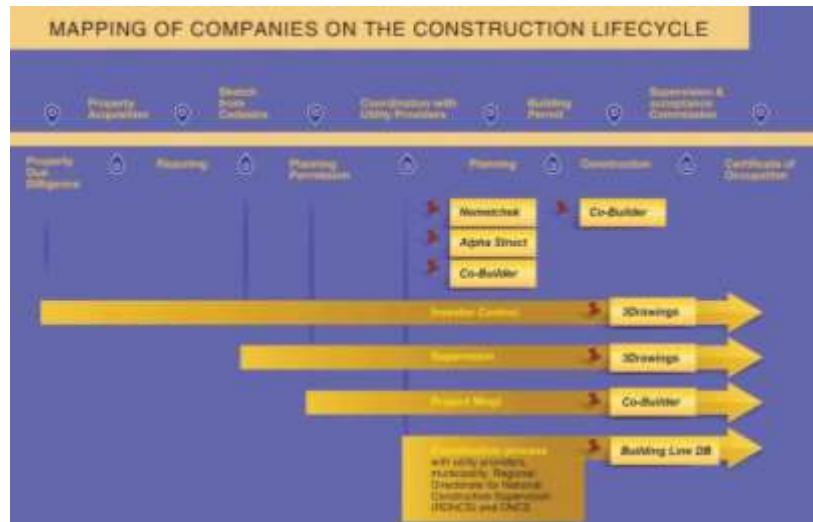 MAPPING OF COMPANIES ON THE CONSTRUCTION LIFECYCLE
Property
Acquisition
Sketch
from
Cadastre
Coordination with
Utility Providers
Building
Permit
Supervision &
acceptance
Commission
Property
Due
Diligence
Planning
Permission
Planning
Construction
Certificate of
Occupation
Nemetchek
Co-Builder
Alpha Struct
Co-Builder
Investor Control
3Drawings
Supervision
3Drawings
Project Mngt
Co-Builder
process
Building Line DB
with utility providers,
municipality, Regional
Directorate for National
Construction Supervision